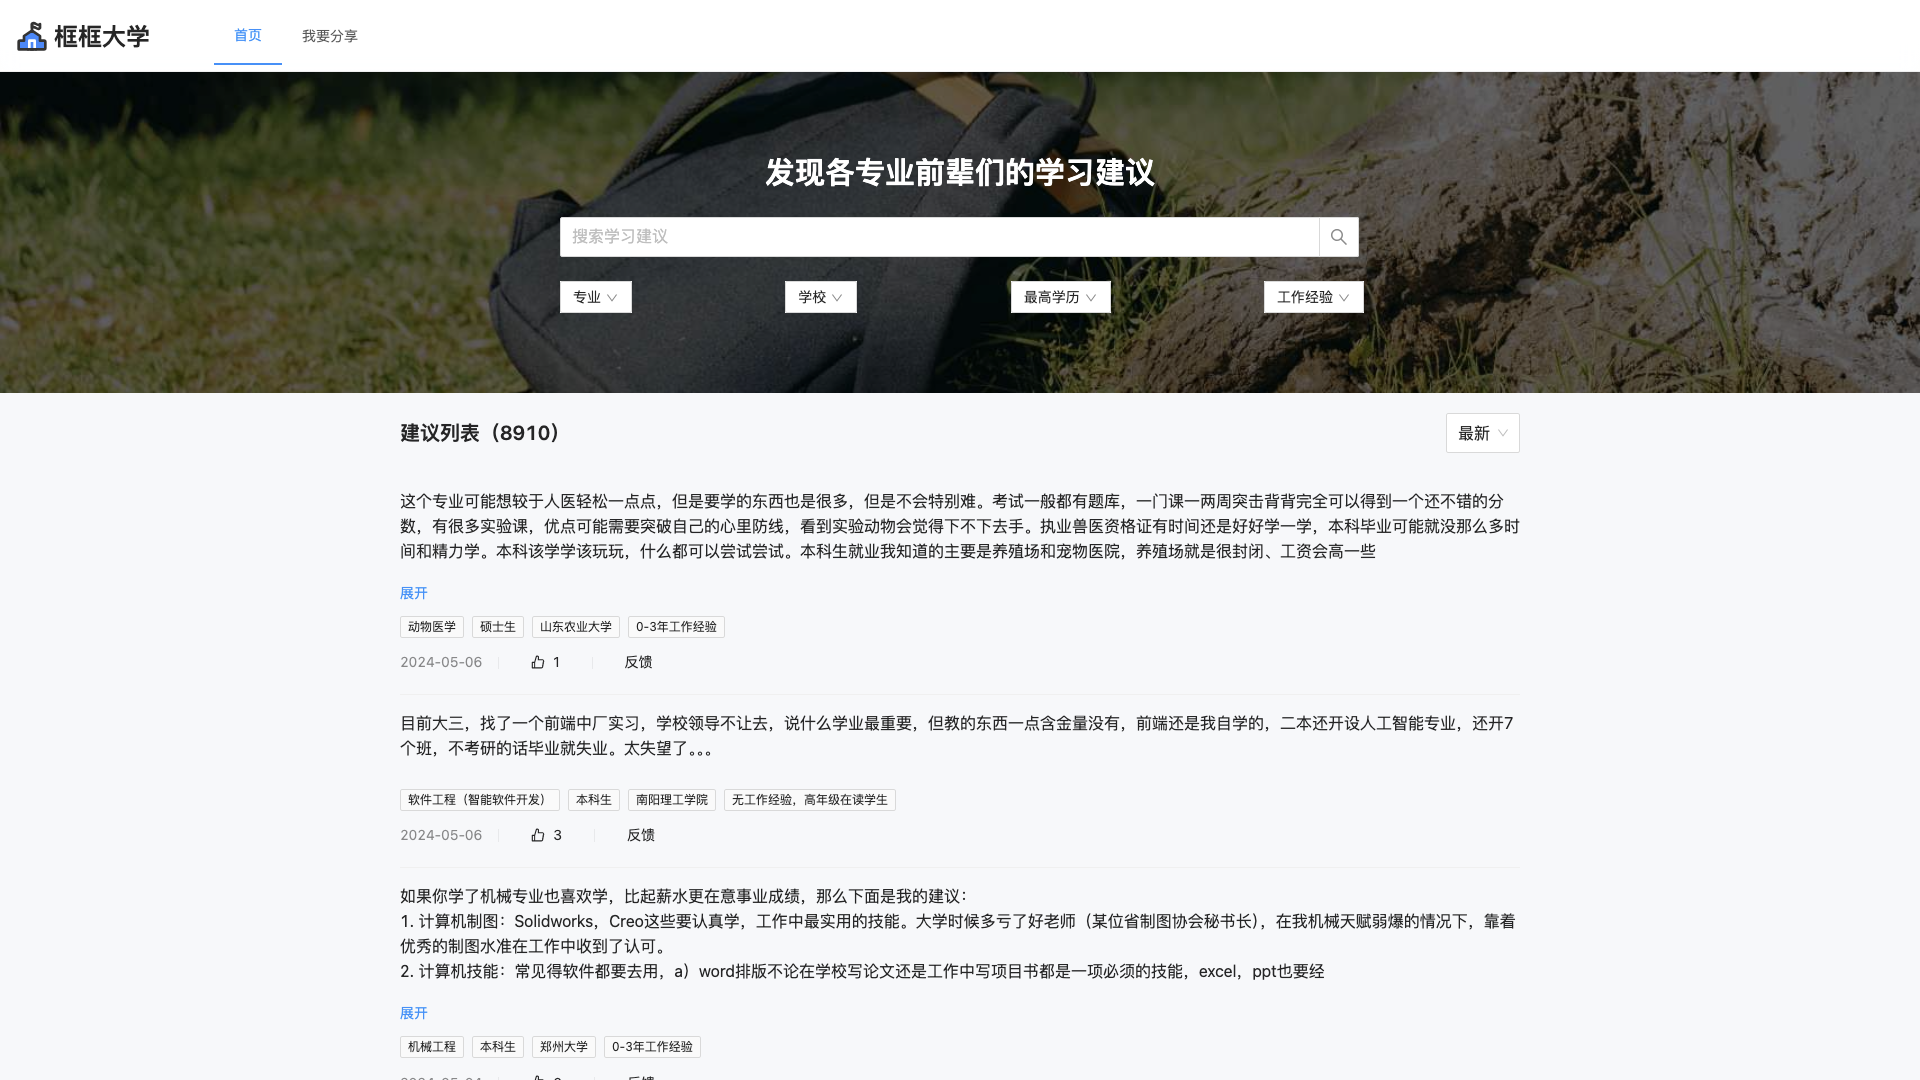 框框大学
首页
我要分享
发现各专业前辈们的学习建议
搜索学习建议
专业
学校
最高学历
工作经验
建议列表（8910）
最新
这个专业可能想较于人医轻松一点点，但是要学的东西也是很多，但是不会特别难。考试一般都有题库，一门课一两周突击背背完全可以得到一个还不错的分
数，有很多实验课，优点可能需要突破自己的心里防线，看到实验动物会觉得下不下去手。执业兽医资格证有时间还是好好学一学，本科毕业可能就没那么多时
间和精力学。本科该学学该玩玩，什么都可以尝试尝试。本科生就业我知道的主要是养殖场和宠物医院，养殖场就是很封闭、工资会高一些
展开
动物医学
硕士生
山东农业大学
0-3年工作经验
2024-05-06
1
反馈
目前大三，找了一个前端中厂实习，学校领导不让去，说什么学业最重要，但教的东西一点含金量没有，前端还是我自学的，二本还开设人工智能专业，还开7
个班，不考研的话毕业就失业。太失望了。。。
软件工程（智能软件开发）
本科生
南阳理工学院
无工作经验，高年级在读学生
2024-05-06
3
反馈
如果你学了机械专业也喜欢学，比起薪水更在意事业成绩，那么下面是我的建议：
1. 计算机制图：Solidworks，Creo这些要认真学，工作中最实用的技能。大学时候多亏了好老师（某位省制图协会秘书长），在我机械天赋弱爆的情况下，靠着
优秀的制图水准在工作中收到了认可。
2. 计算机技能：常见得软件都要去用，a）word排版不论在学校写论文还是工作中写项目书都是一项必须的技能，excel，ppt也要经
展开
机械工程
本科生
郑州大学
0-3年工作经验
反馈